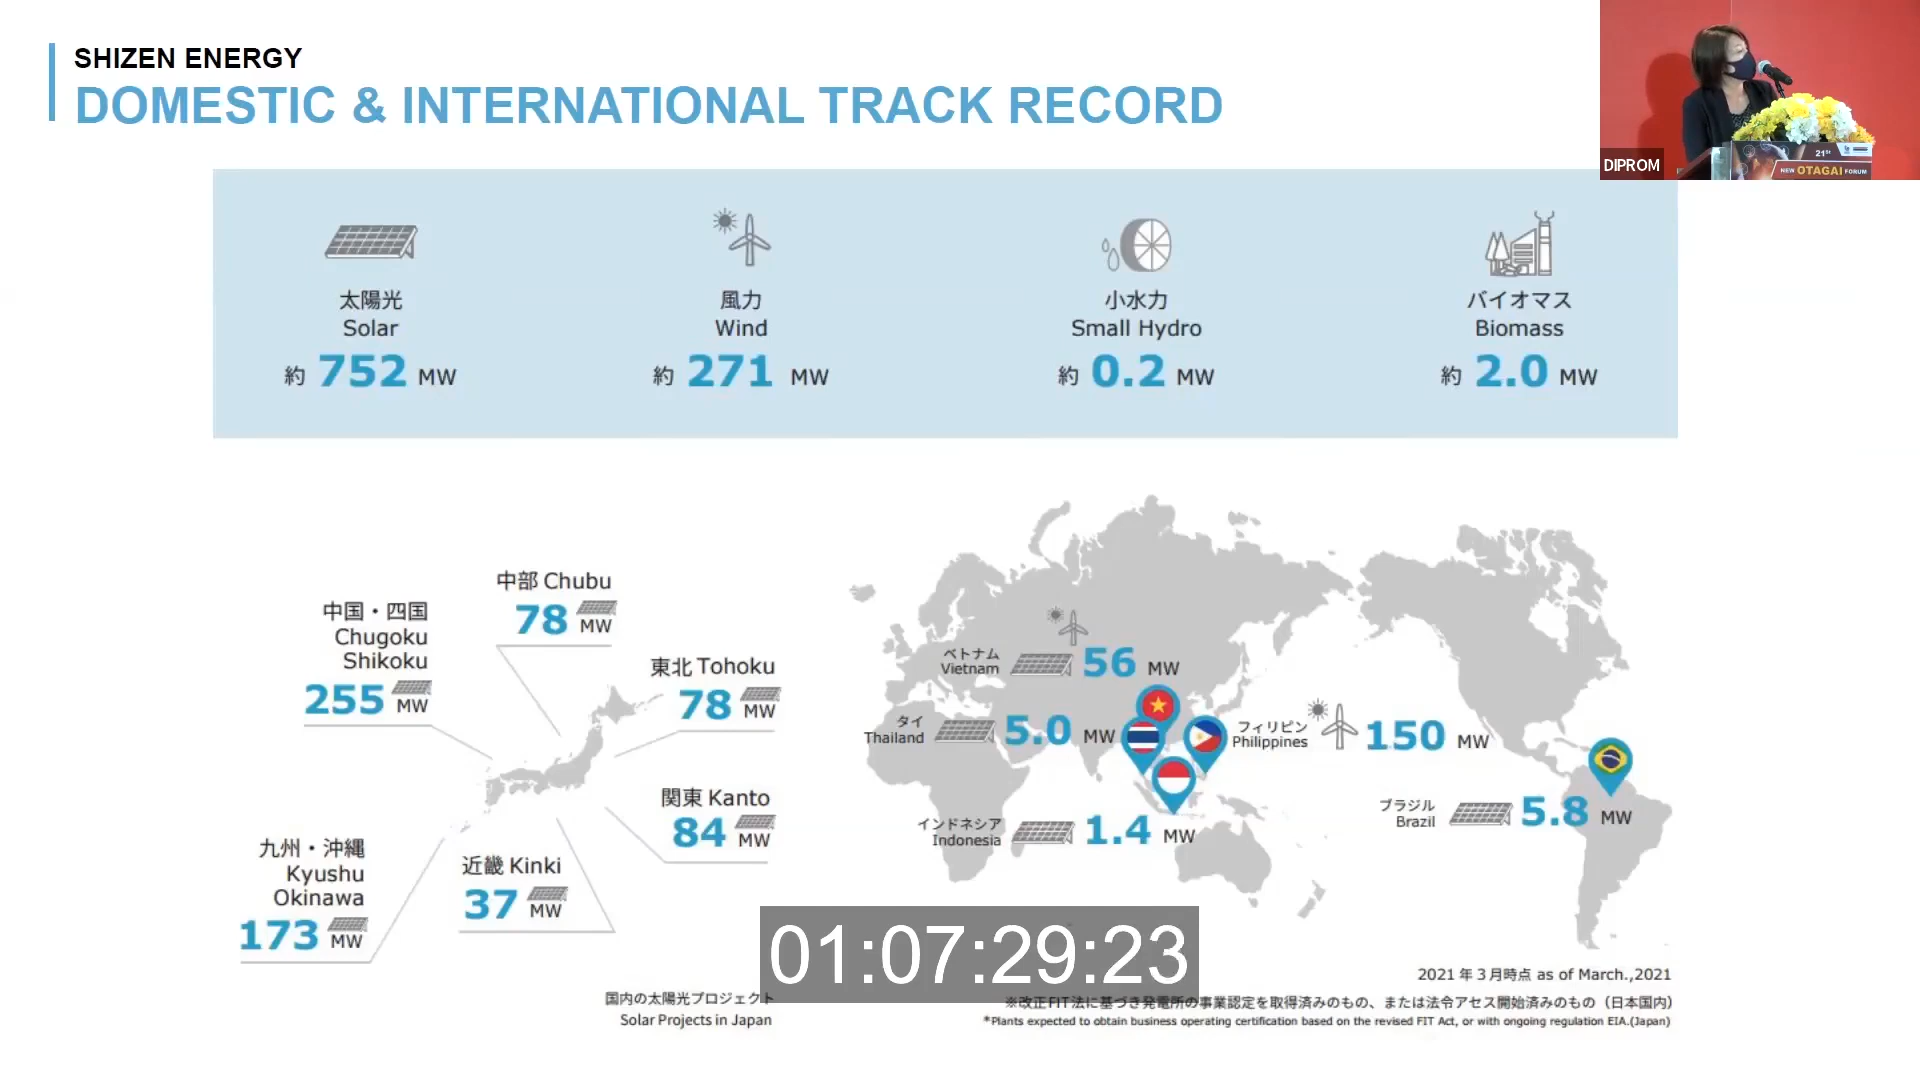 SHIZEN ENERGY
DOMESTIC & INTERNATIONAL TRACK RECORD
DIPROM
21st
NEW OTAGAI FORUM
太陽光
Solar
約 752 MW
風力
Wind
約 271 MW
小水力
Small Hydro
約 0.2 MW
バイオマス
Biomass
約 2.0 MW
中部 Chubu
78 MW
中国・四国
Chugoku
Shikoku
255 MW
東北 Tohoku
78 MW
関東 Kanto
84 MW
近畿 Kinki
37 MW
九州・沖縄
Kyushu
Okinawa
173 MW
国内の太陽光プロジェクト
Solar Projects in Japan
ベトナム
Vietnam
56 MW
タイ
Thailand
5.0 MW
フィリピン
Philippines
150 MW
インドネシア
Indonesia
1.4 MW
ブラジル
Brazil
5.8 MW
01:07:29:23
2021年3月時点 as of March.,2021
※改正FIT法に基づき発電所の事業認定を取得済みのもの、または法令アセス開始済みのもの（日本国内）
*Plants expected to obtain business operating certification based on the revised FIT Act, or with ongoing regulation EIA.(Japan)